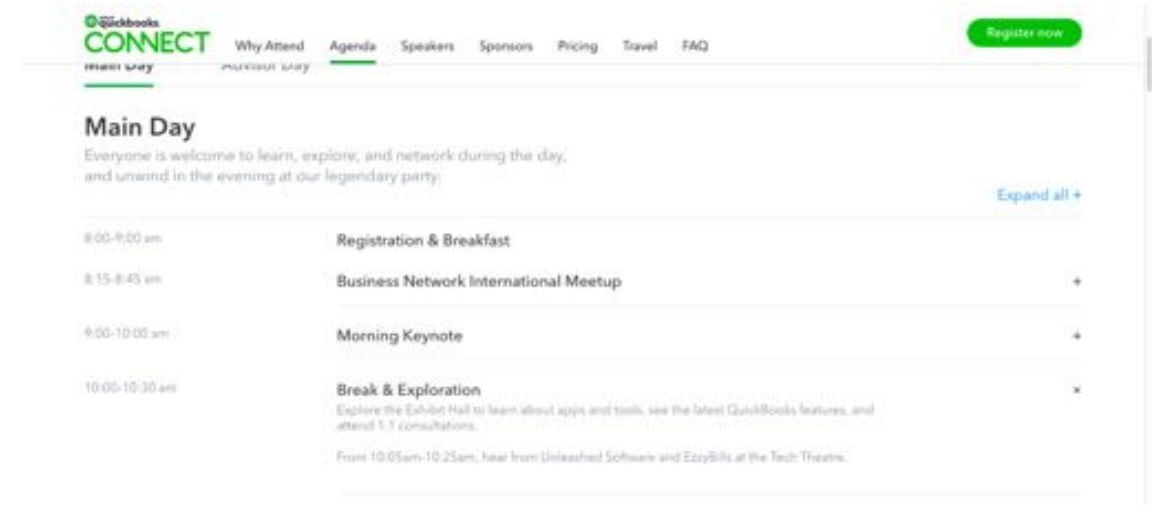 quickbooks.
CONNECT Why Attend Agenda Speakers Sponsors Pricing Travel FAQ Register now
Main Day Advisor Day
Main Day
Everyone is welcome to learn, explore, and network during the day,
and unwind in the evening at our legendary party.
Expand all +
8:00-9:00 am Registration & Breakfast
8:15-8:45 am Business Network International Meetup +
9:00-10:00 am Morning Keynote +
10:00-10:30 am Break & Exploration ×
Explore the Exhibit Hall to learn about apps and tools, see the latest QuickBooks features, and
attend 1:1 consultations.
From 10:05am-10:25am, hear from Unleashed Software and EzzyBills at the Tech Theatre.